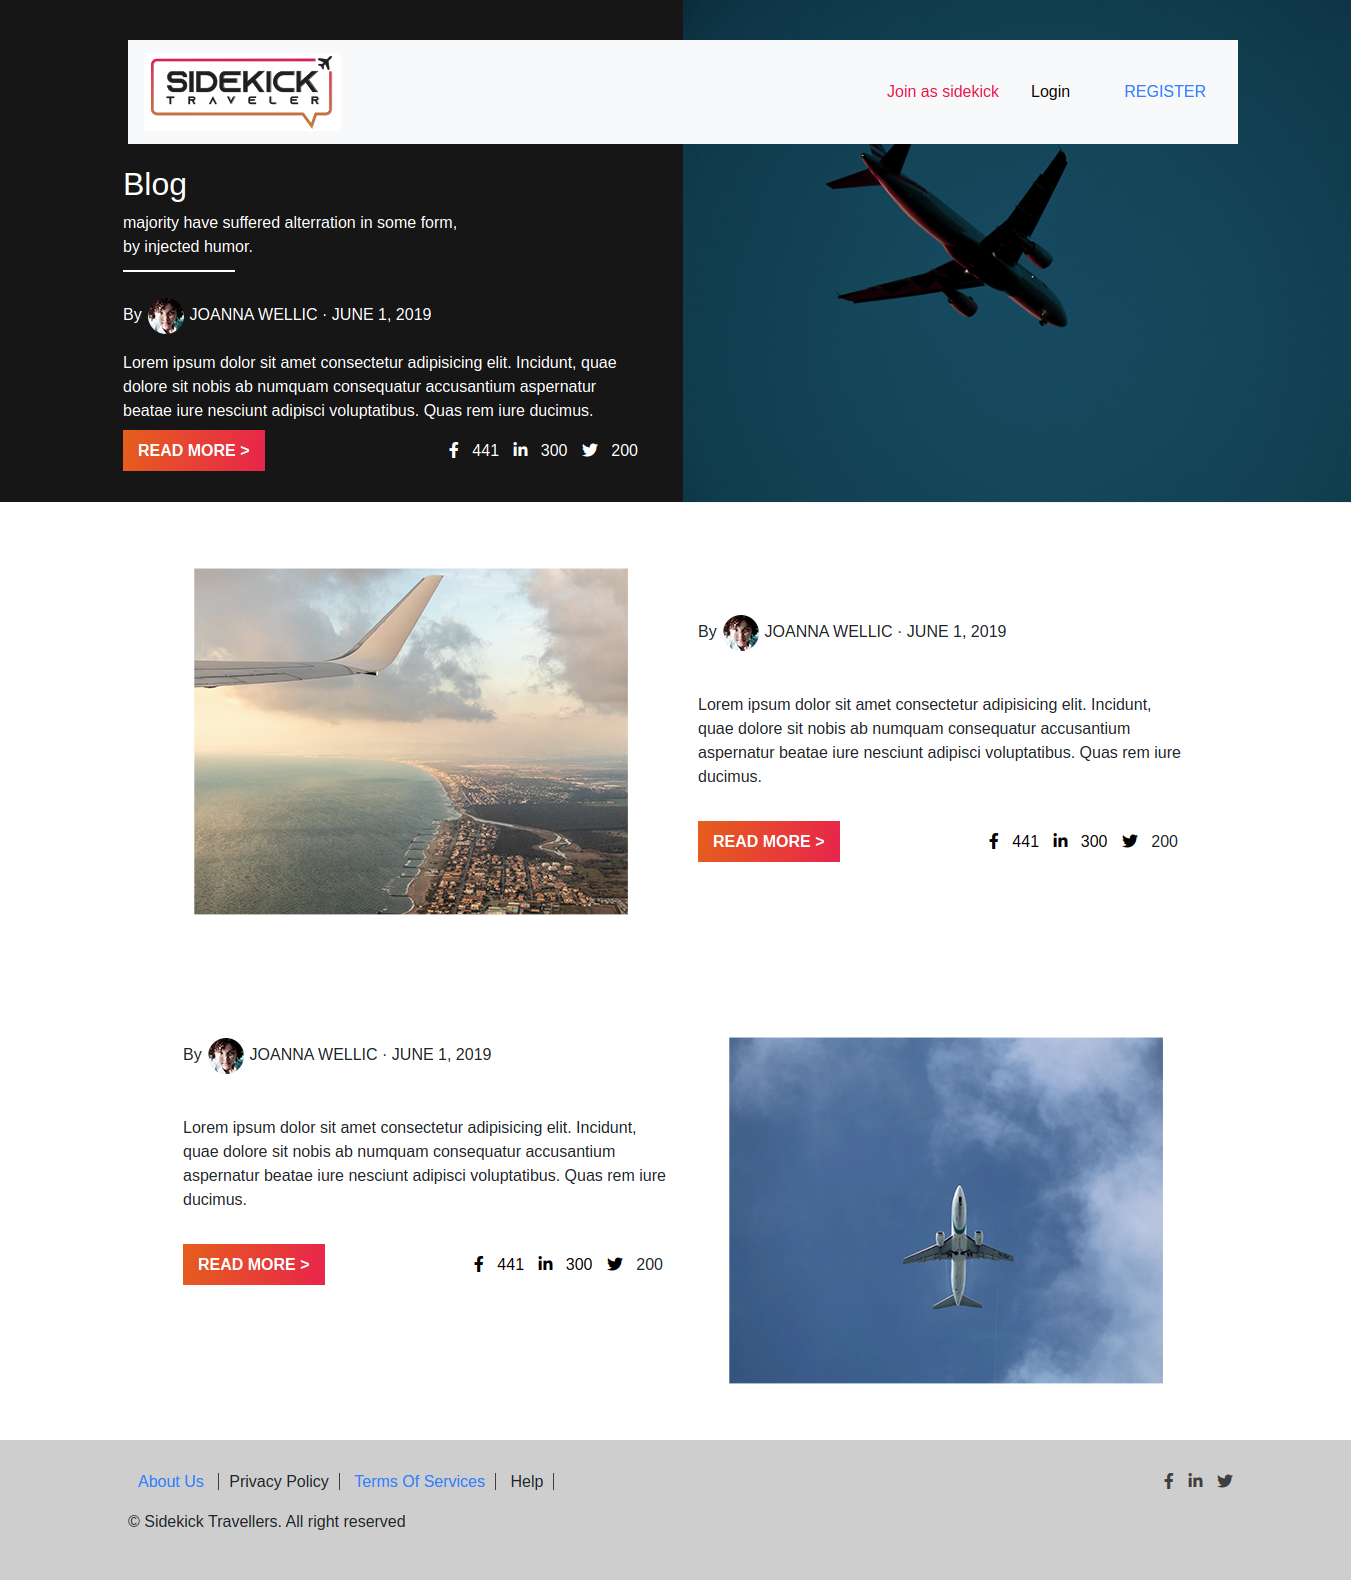 SIDEKICK
TRAVELER
Join as sidekick
Login
REGISTER
Blog
majority have suffered alterration in some form,
by injected humor.
By JOANNA WELLIC · JUNE 1, 2019
Lorem ipsum dolor sit amet consectetur adipisicing elit. Incidunt, quae
dolore sit nobis ab numquam consequatur accusantium aspernatur
beatae iure nesciunt adipisci voluptatibus. Quas rem iure ducimus.
READ MORE >
441 300 200
By JOANNA WELLIC · JUNE 1, 2019
Lorem ipsum dolor sit amet consectetur adipisicing elit. Incidunt,
quae dolore sit nobis ab numquam consequatur accusantium
aspernatur beatae iure nesciunt adipisci voluptatibus. Quas rem iure
ducimus.
READ MORE >
441 300 200
By JOANNA WELLIC · JUNE 1, 2019
Lorem ipsum dolor sit amet consectetur adipisicing elit. Incidunt,
quae dolore sit nobis ab numquam consequatur accusantium
aspernatur beatae iure nesciunt adipisci voluptatibus. Quas rem iure
ducimus.
READ MORE >
441 300 200
About Us | Privacy Policy | Terms Of Services | Help |
© Sidekick Travellers. All right reserved